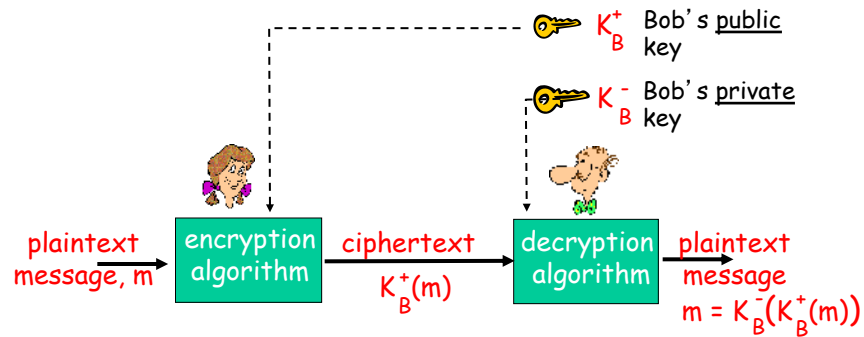 K_B^+ Bob's public
key
K_B^- Bob's private
key
plaintext
message, m
encryption
algorithm
ciphertext
K_B^+(m)
decryption
algorithm
plaintext
message
m = K_B^-(K_B^+(m))